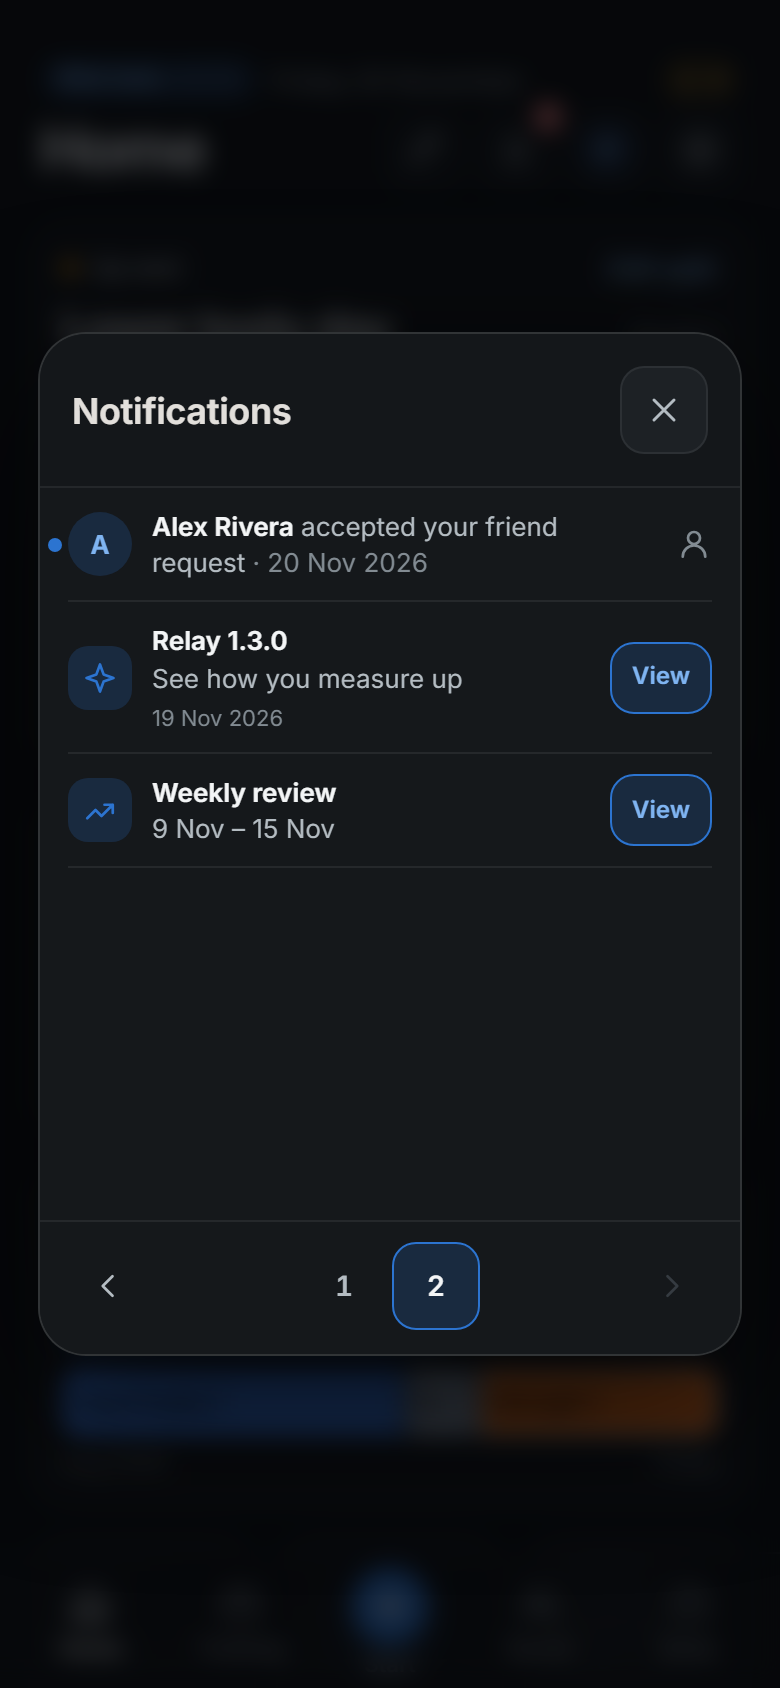 Notifications
A
Alex Rivera accepted your friend
request · 20 Nov 2026
Relay 1.3.0
See how you measure up
19 Nov 2026
View
Weekly review
9 Nov – 15 Nov
View
1 2